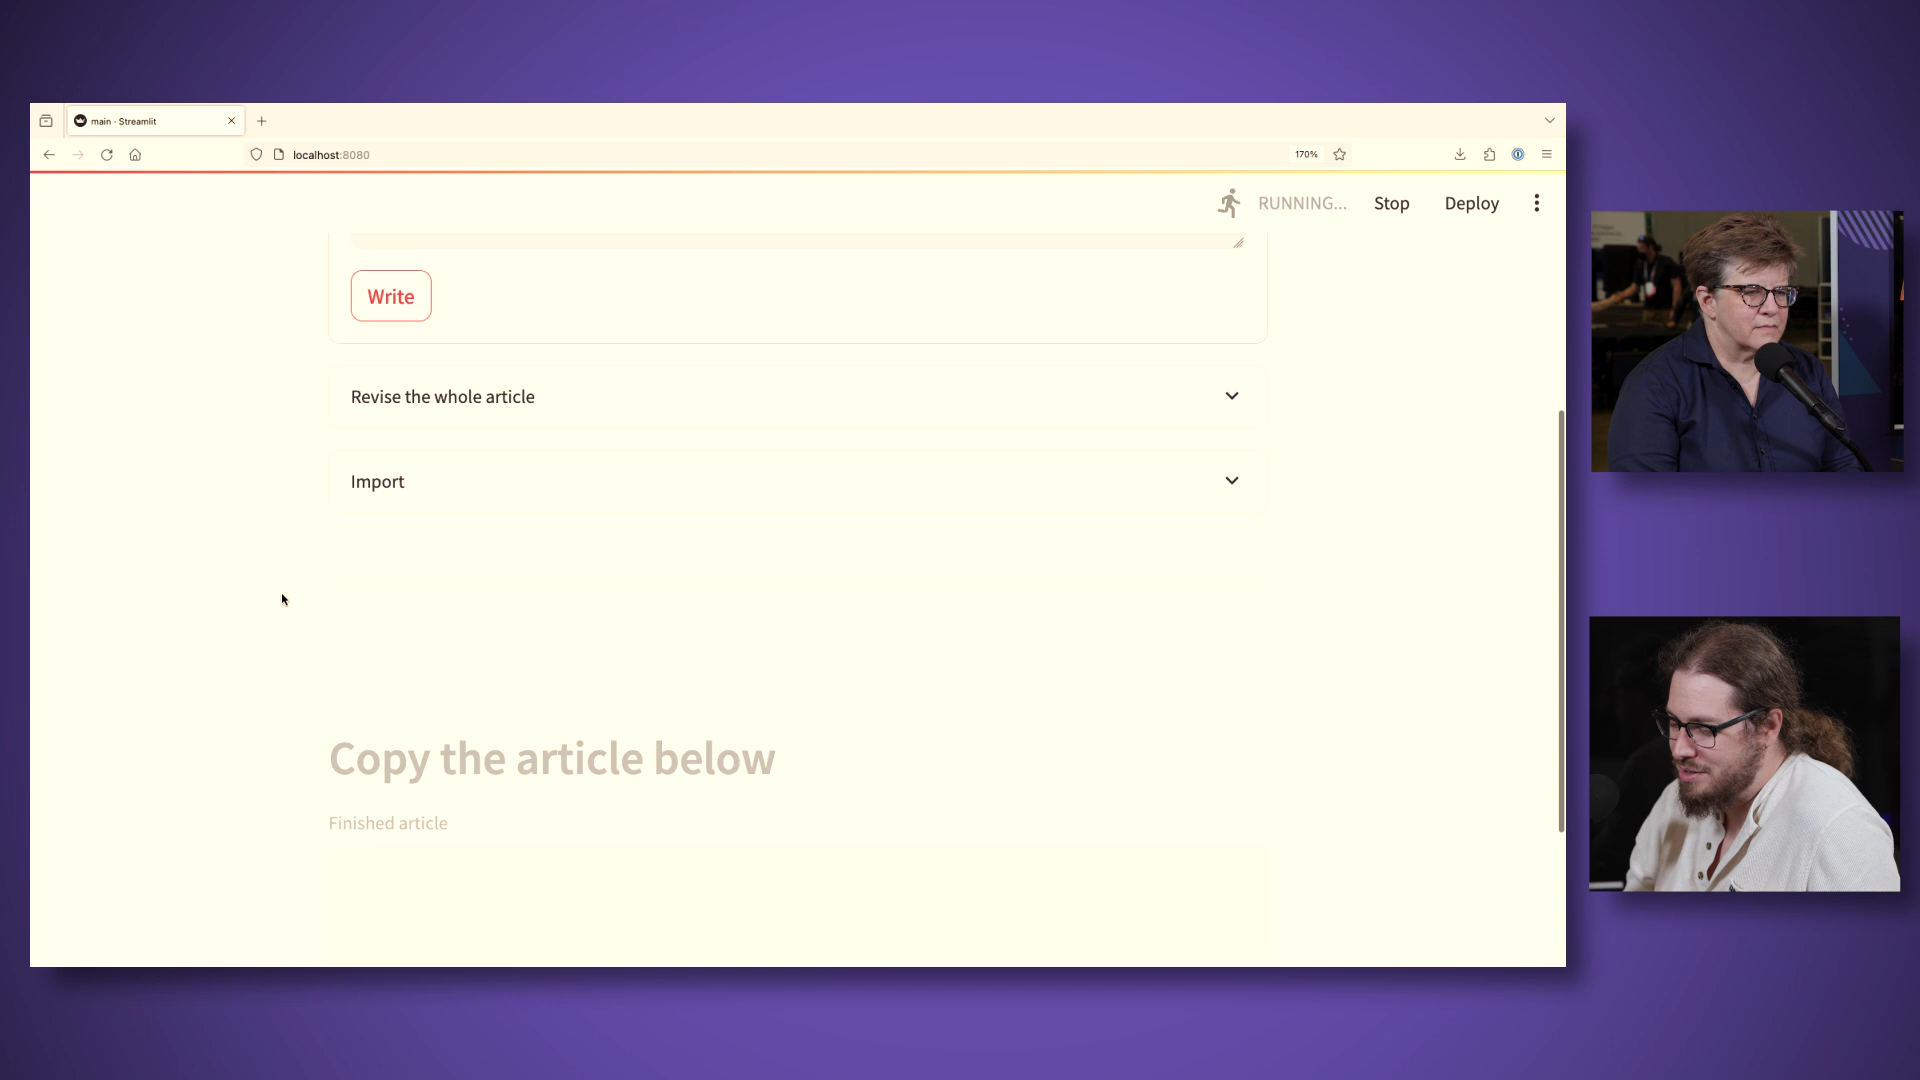 main · Streamlit
localhost:8080
170%
RUNNING...
Stop
Deploy
Write
Revise the whole article
Import
Copy the article below
Finished article